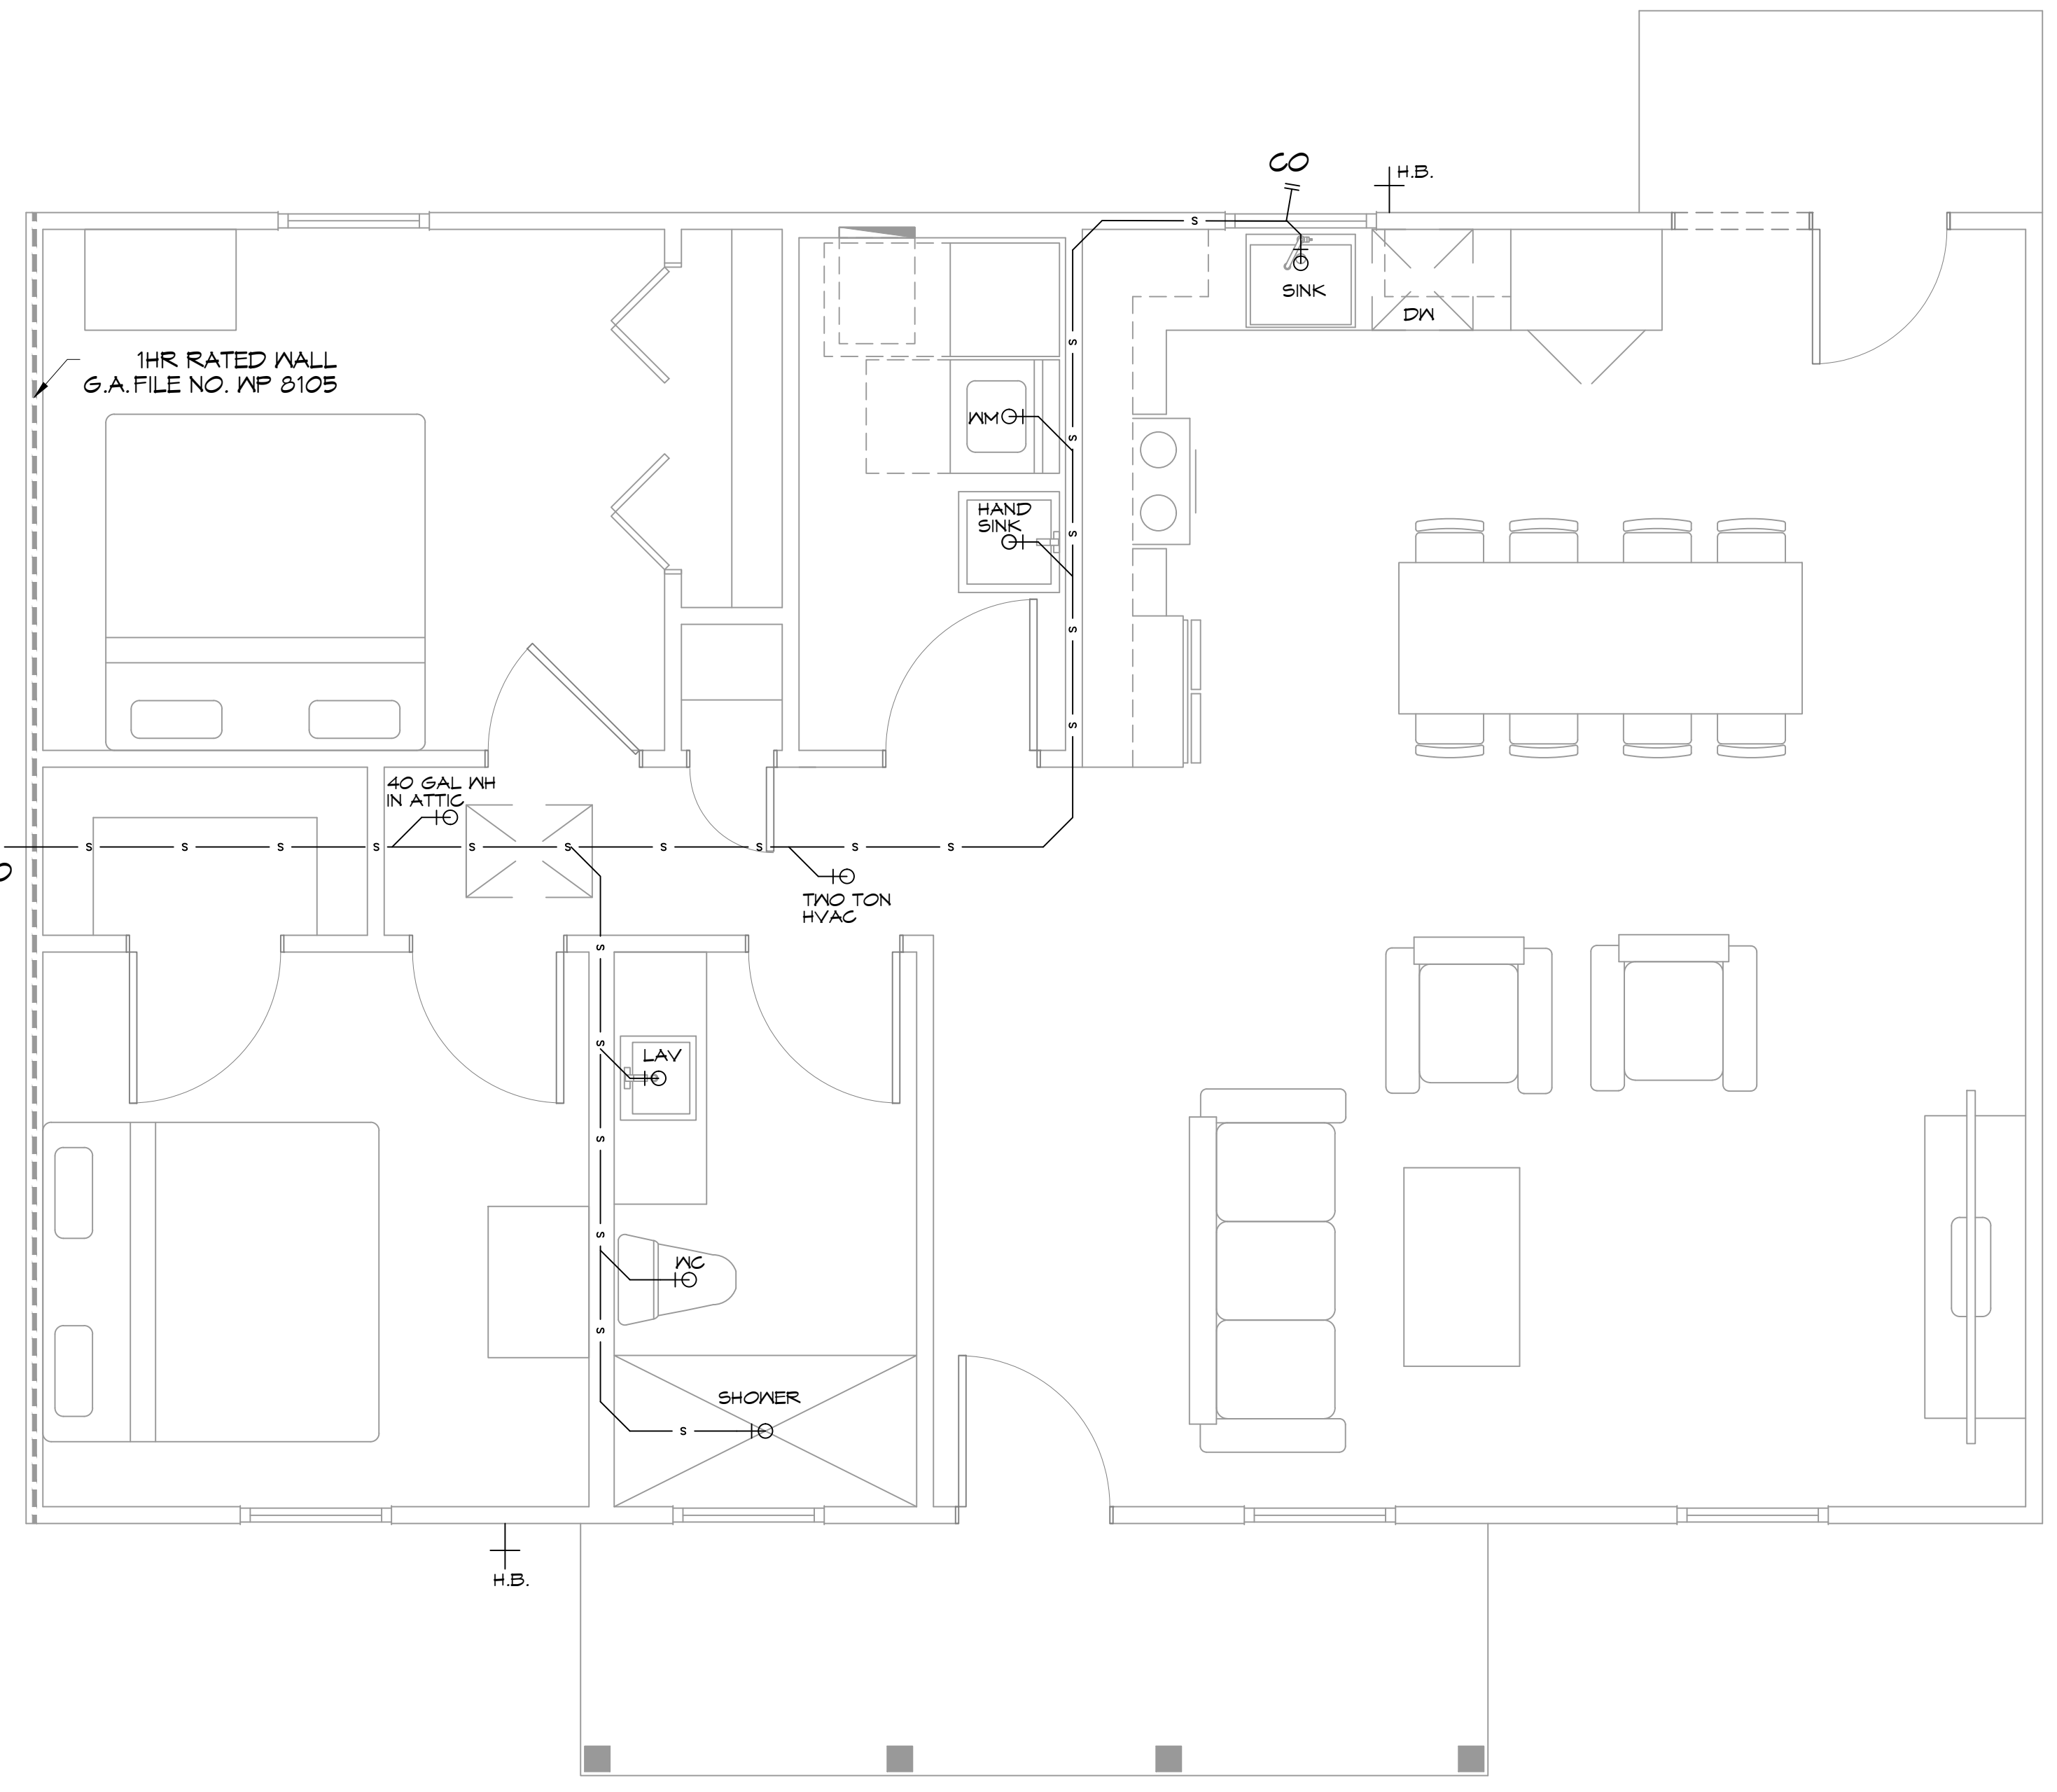 CO
H.B.
S
SINK
DW
S
1HR RATED WALL
G.A. FILE NO. WP 8105
WM
S
HAND
SINK
S
S
S
40 GAL WH
IN ATTIC
S S S S S S S S S S
TWO TON
HVAC
S
S
LAV
S
S
WC
S
SHOWER
S
H.B.